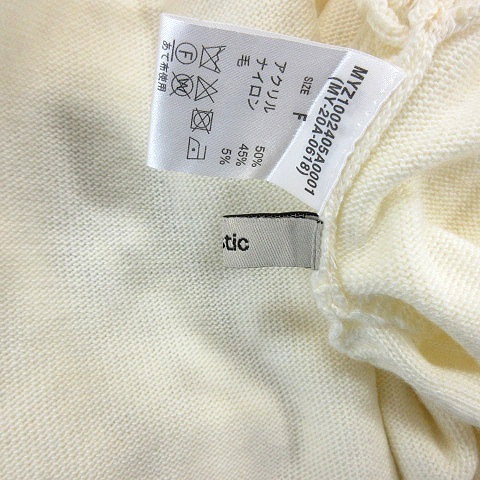 MYZ1002405A0001
(MY-20A-0618)
SIZE F
アクリル 50%
ナイロン 45%
毛 5%
あて布使用
stic